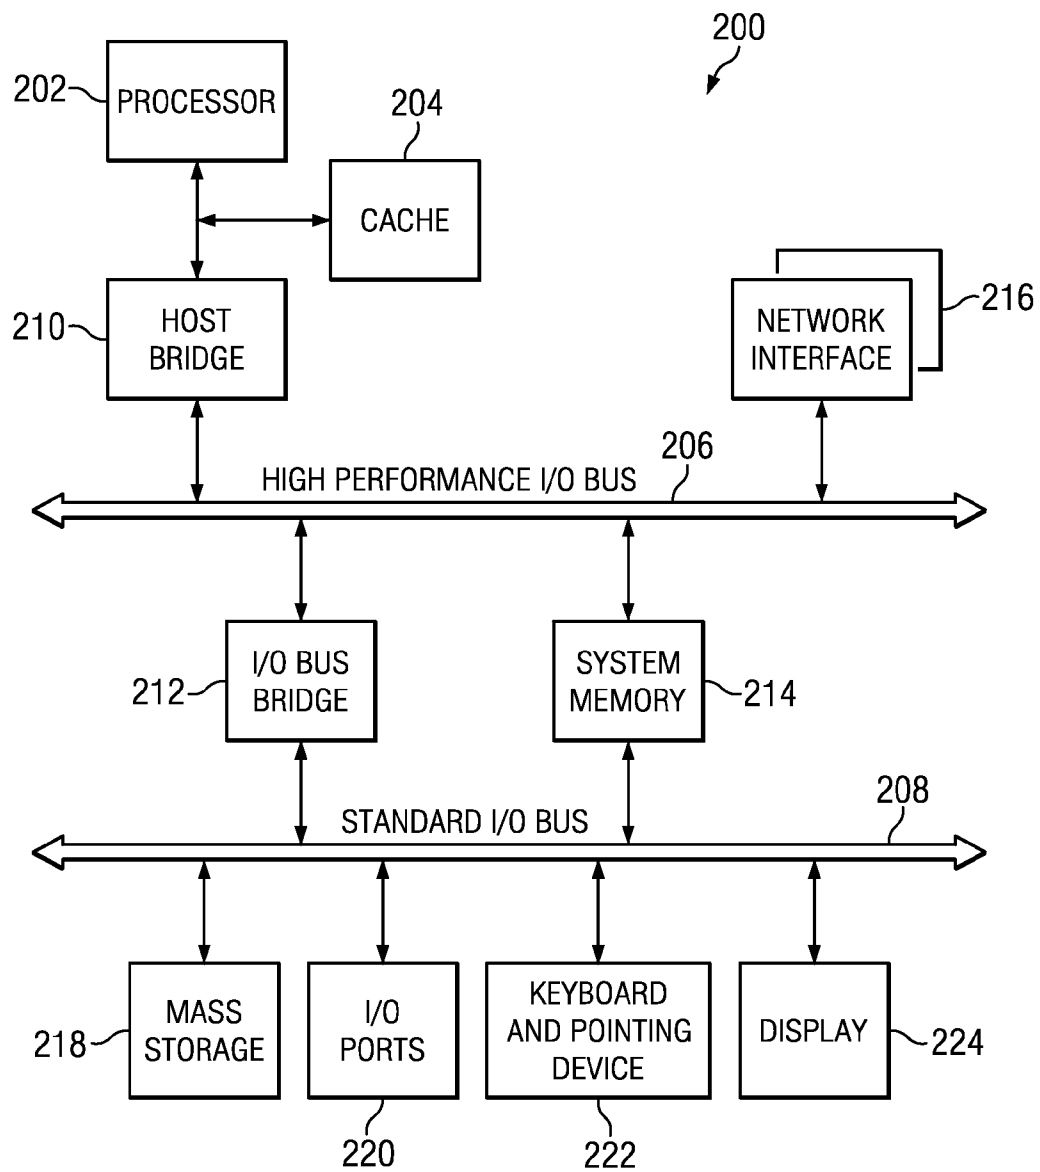 200
202
PROCESSOR
204
CACHE
210
HOST
BRIDGE
216
NETWORK
INTERFACE
206
HIGH PERFORMANCE I/O BUS
212
I/O BUS
BRIDGE
SYSTEM
MEMORY
214
208
STANDARD I/O BUS
218
MASS
STORAGE
I/O
PORTS
KEYBOARD
AND POINTING
DEVICE
DISPLAY
224
220
222